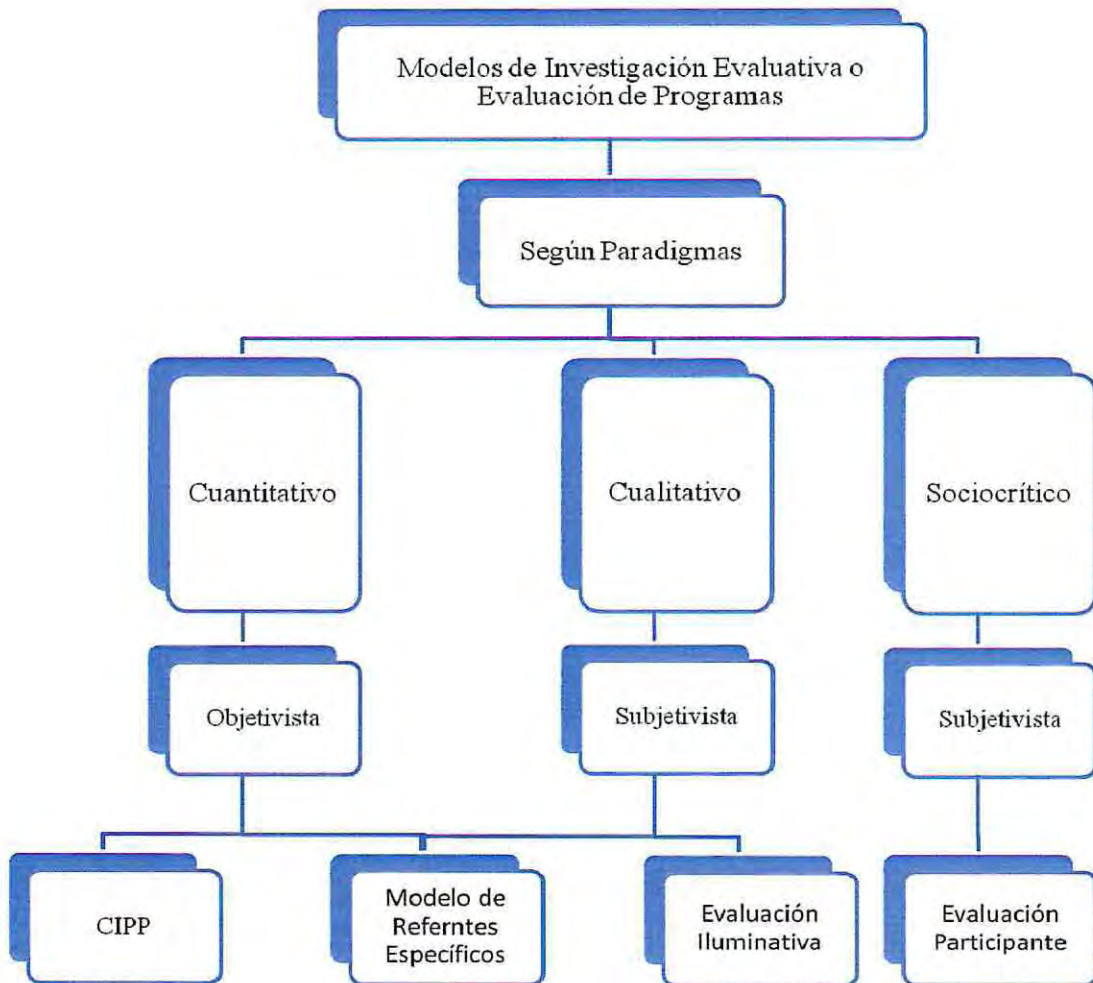 Modelos de Investigación Evaluativa o
Evaluación de Programas
Según Paradigmas
Cuantitativo
Cualitativo
Sociocrítico
Objetivista
Subjetivista
Subjetivista
CIPP
Modelo de
Referntes
Específicos
Evaluación
Iluminativa
Evaluación
Participante